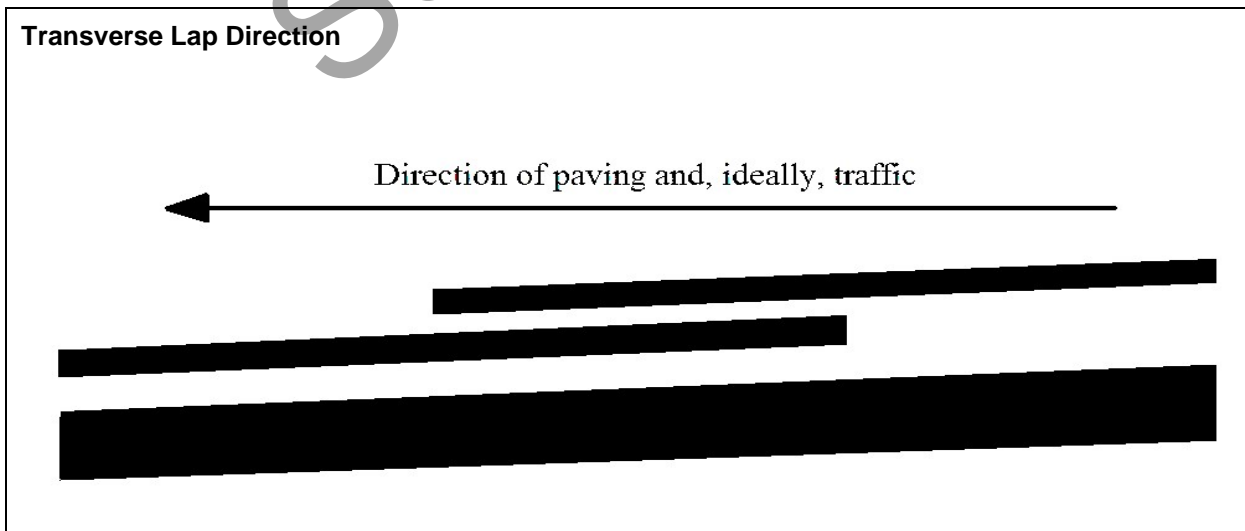 Transverse Lap Direction
Direction of paving and, ideally, traffic